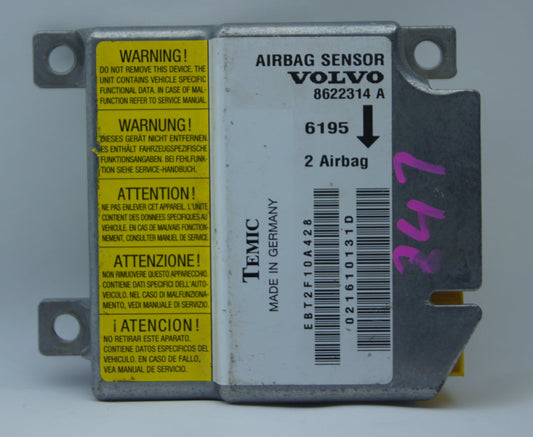 WARNING!
DO NOT REMOVE THIS DEVICE. THE
UNIT CONTAINS VEHICLE SPECIFIC
FUNCTIONAL DATA. IN CASE OF MAL-
FUNCTION REFER TO SERVICE MANUAL
WARNUNG!
DIESES GERÄT NICHT ENTFERNEN.
ES ENTHÄLT FAHRZEUGSPEZIFISCHE
FUNKTIONSANGABEN. BEI FEHLFUNK-
TION SIEHE SERVICE-HANDBUCH.
ATTENTION!
NE PAS ENLEVER CET APPAREIL. L'UNITE
CONTIENT DES DONNEES SPECIFIQUES AU
VEHICULE. EN CAS DE MAUVAIS FONCTION-
NEMENT, CONSULTER MANUEL DE SERVICE
ATTENZIONE!
NON RIMUOVERE QUESTO APPARECCHIO.
CONTIENE DATI SPECIFICI DELL'AUTO-
VEICOLO. NEL CASO DI MALFUNZIONA-
MENTO, VEDI MANUALE DI SERVIZIO.
¡ATENCION!
NO RETIRAR ESTE APARATO.
CONTIENE DATOS ESPECIFICOS DEL
VEHICULO. EN CASO DE FALLO,
VEA MANUAL DE SERVICIO.
AIRBAG SENSOR
VOLVO
8622314 A
6195
2 Airbag
TEMIC
MADE IN GERMANY
EBT2F10A428
021610131D
247